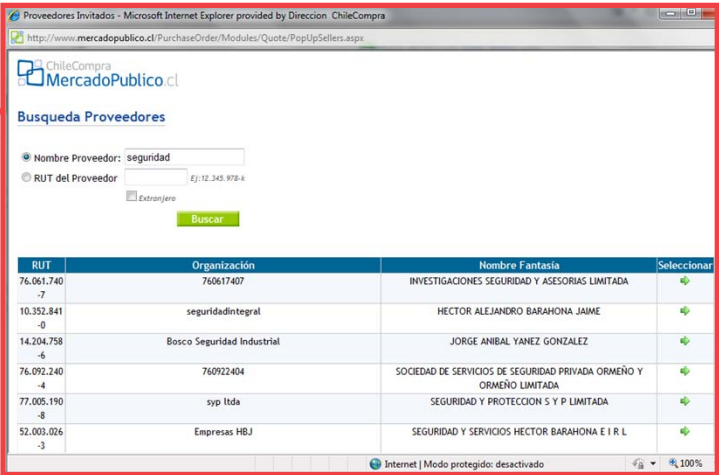 Proveedores Invitados - Microsoft Internet Explorer provided by Direccion ChileCompra
http://www.mercadopublico.cl/PurchaseOrder/Modules/Quote/PopUpSellers.aspx
ChileCompra
MercadoPublico.cl
Busqueda Proveedores
Nombre Proveedor: seguridad
RUT del Proveedor Ej:12.345.978-k
Extranjero
Buscar
RUT Organización Nombre Fantasía Seleccionar
76.061.740-7 760617407 INVESTIGACIONES SEGURIDAD Y ASESORIAS LIMITADA
10.352.841-0 seguridadintegral HECTOR ALEJANDRO BARAHONA JAIME
14.204.758-6 Bosco Seguridad Industrial JORGE ANIBAL YANEZ GONZALEZ
76.092.240-4 760922404 SOCIEDAD DE SERVICIOS DE SEGURIDAD PRIVADA ORMEÑO Y ORMEÑO LIMITADA
77.005.190-8 syp ltda SEGURIDAD Y PROTECCION S Y P LIMITADA
52.003.026-3 Empresas HBJ SEGURIDAD Y SERVICIOS HECTOR BARAHONA E I R L
Internet | Modo protegido: desactivado 100%